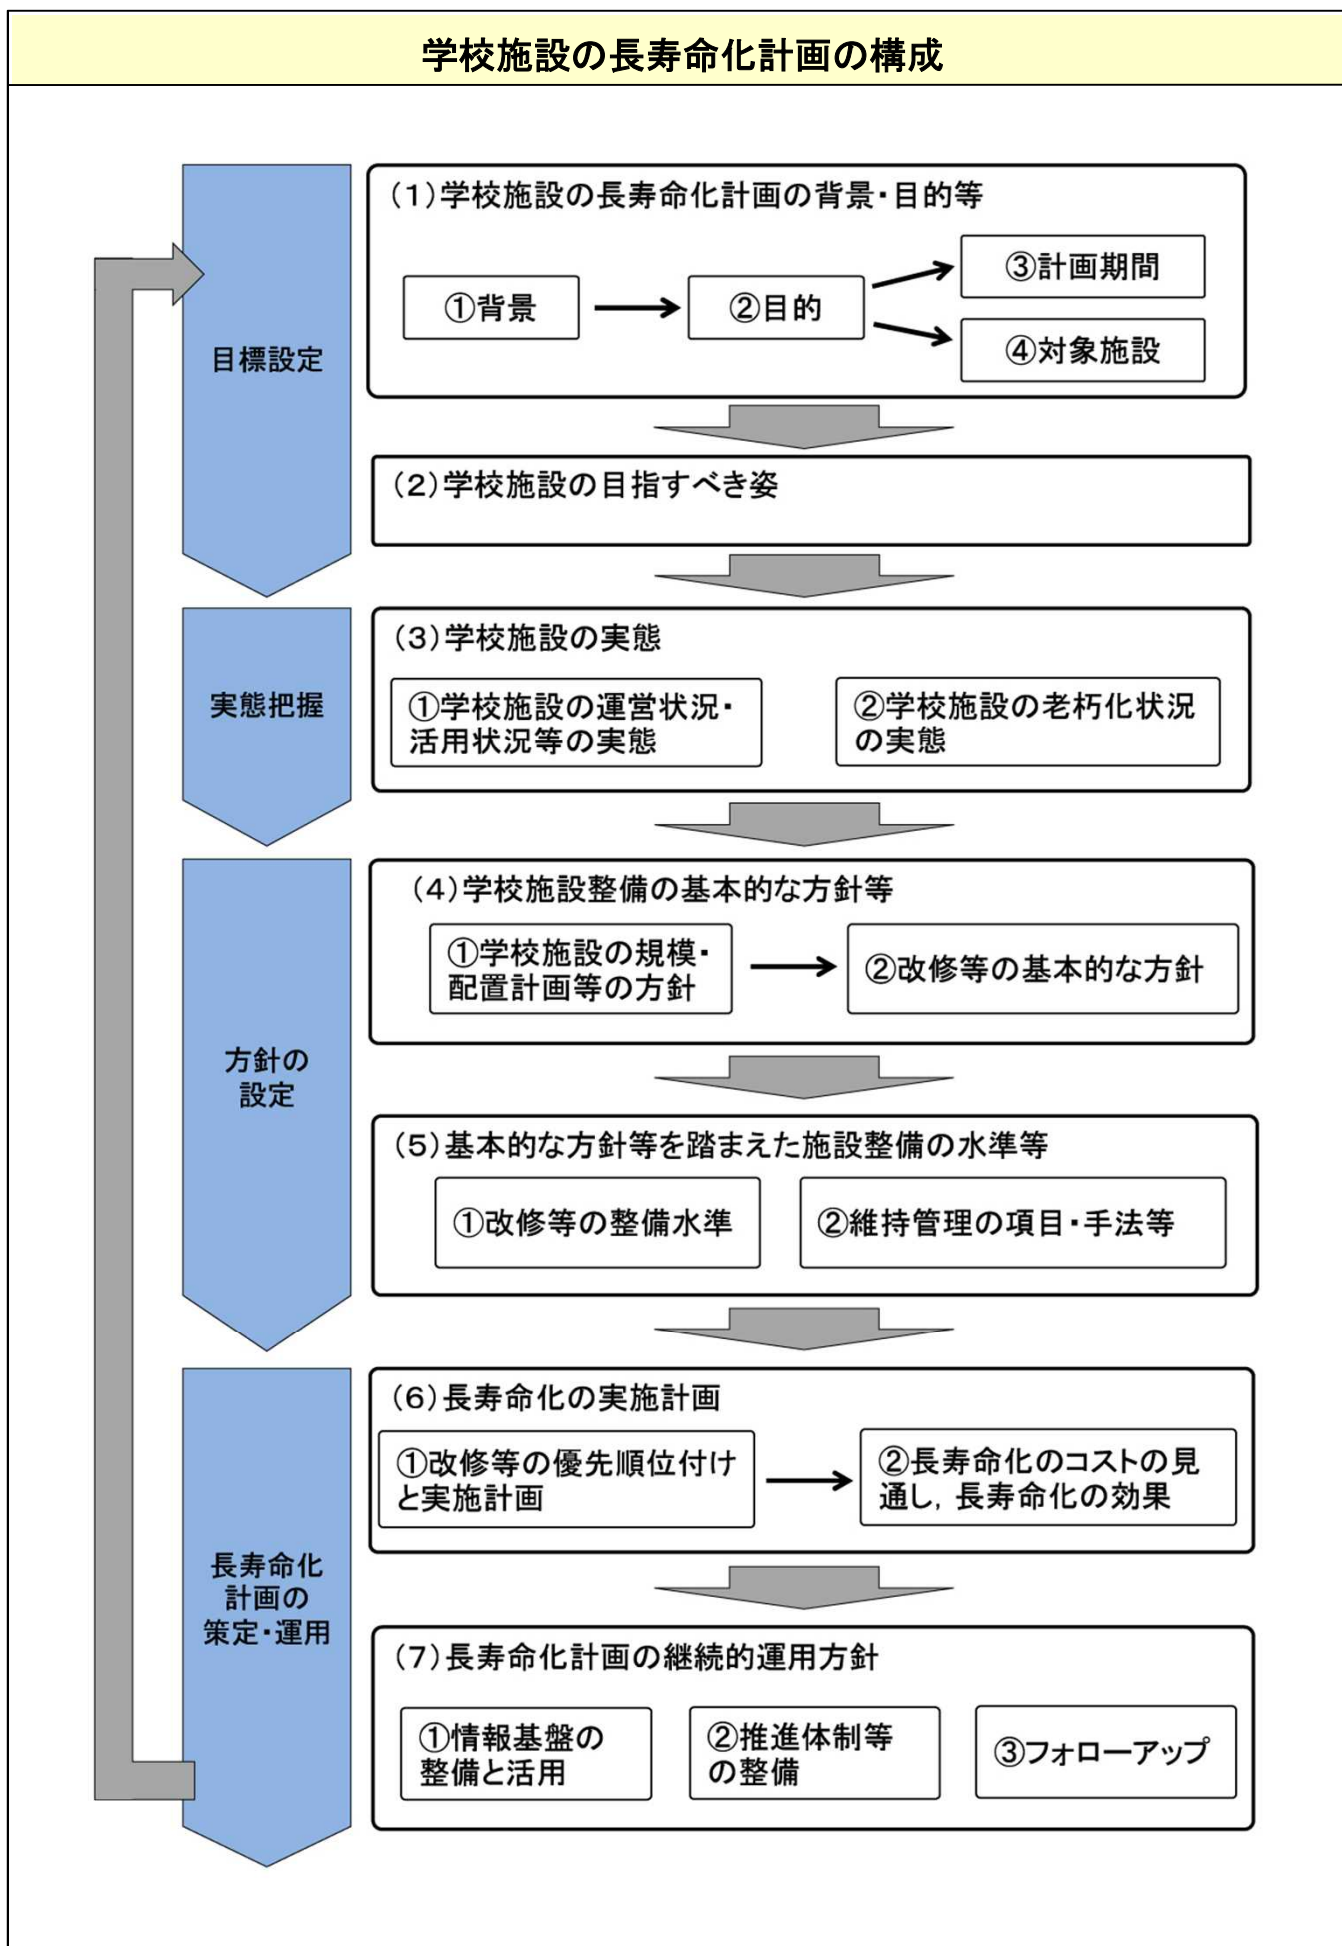 学校施設の長寿命化計画の構成
目標設定
(1)学校施設の長寿命化計画の背景・目的等
①背景
②目的
③計画期間
④対象施設
(2)学校施設の目指すべき姿
実態把握
(3)学校施設の実態
①学校施設の運営状況・
活用状況等の実態
②学校施設の老朽化状況
の実態
方針の
設定
(4)学校施設整備の基本的な方針等
①学校施設の規模・
配置計画等の方針
②改修等の基本的な方針
(5)基本的な方針等を踏まえた施設整備の水準等
①改修等の整備水準
②維持管理の項目・手法等
長寿命化
計画の
策定・運用
(6)長寿命化の実施計画
①改修等の優先順位付け
と実施計画
②長寿命化のコストの見
通し，長寿命化の効果
(7)長寿命化計画の継続的運用方針
①情報基盤の
整備と活用
②推進体制等
の整備
③フォローアップ